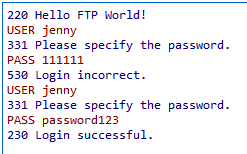 220 Hello FTP World!
USER jenny
331 Please specify the password.
PASS 111111
530 Login incorrect.
USER jenny
331 Please specify the password.
PASS password123
230 Login successful.